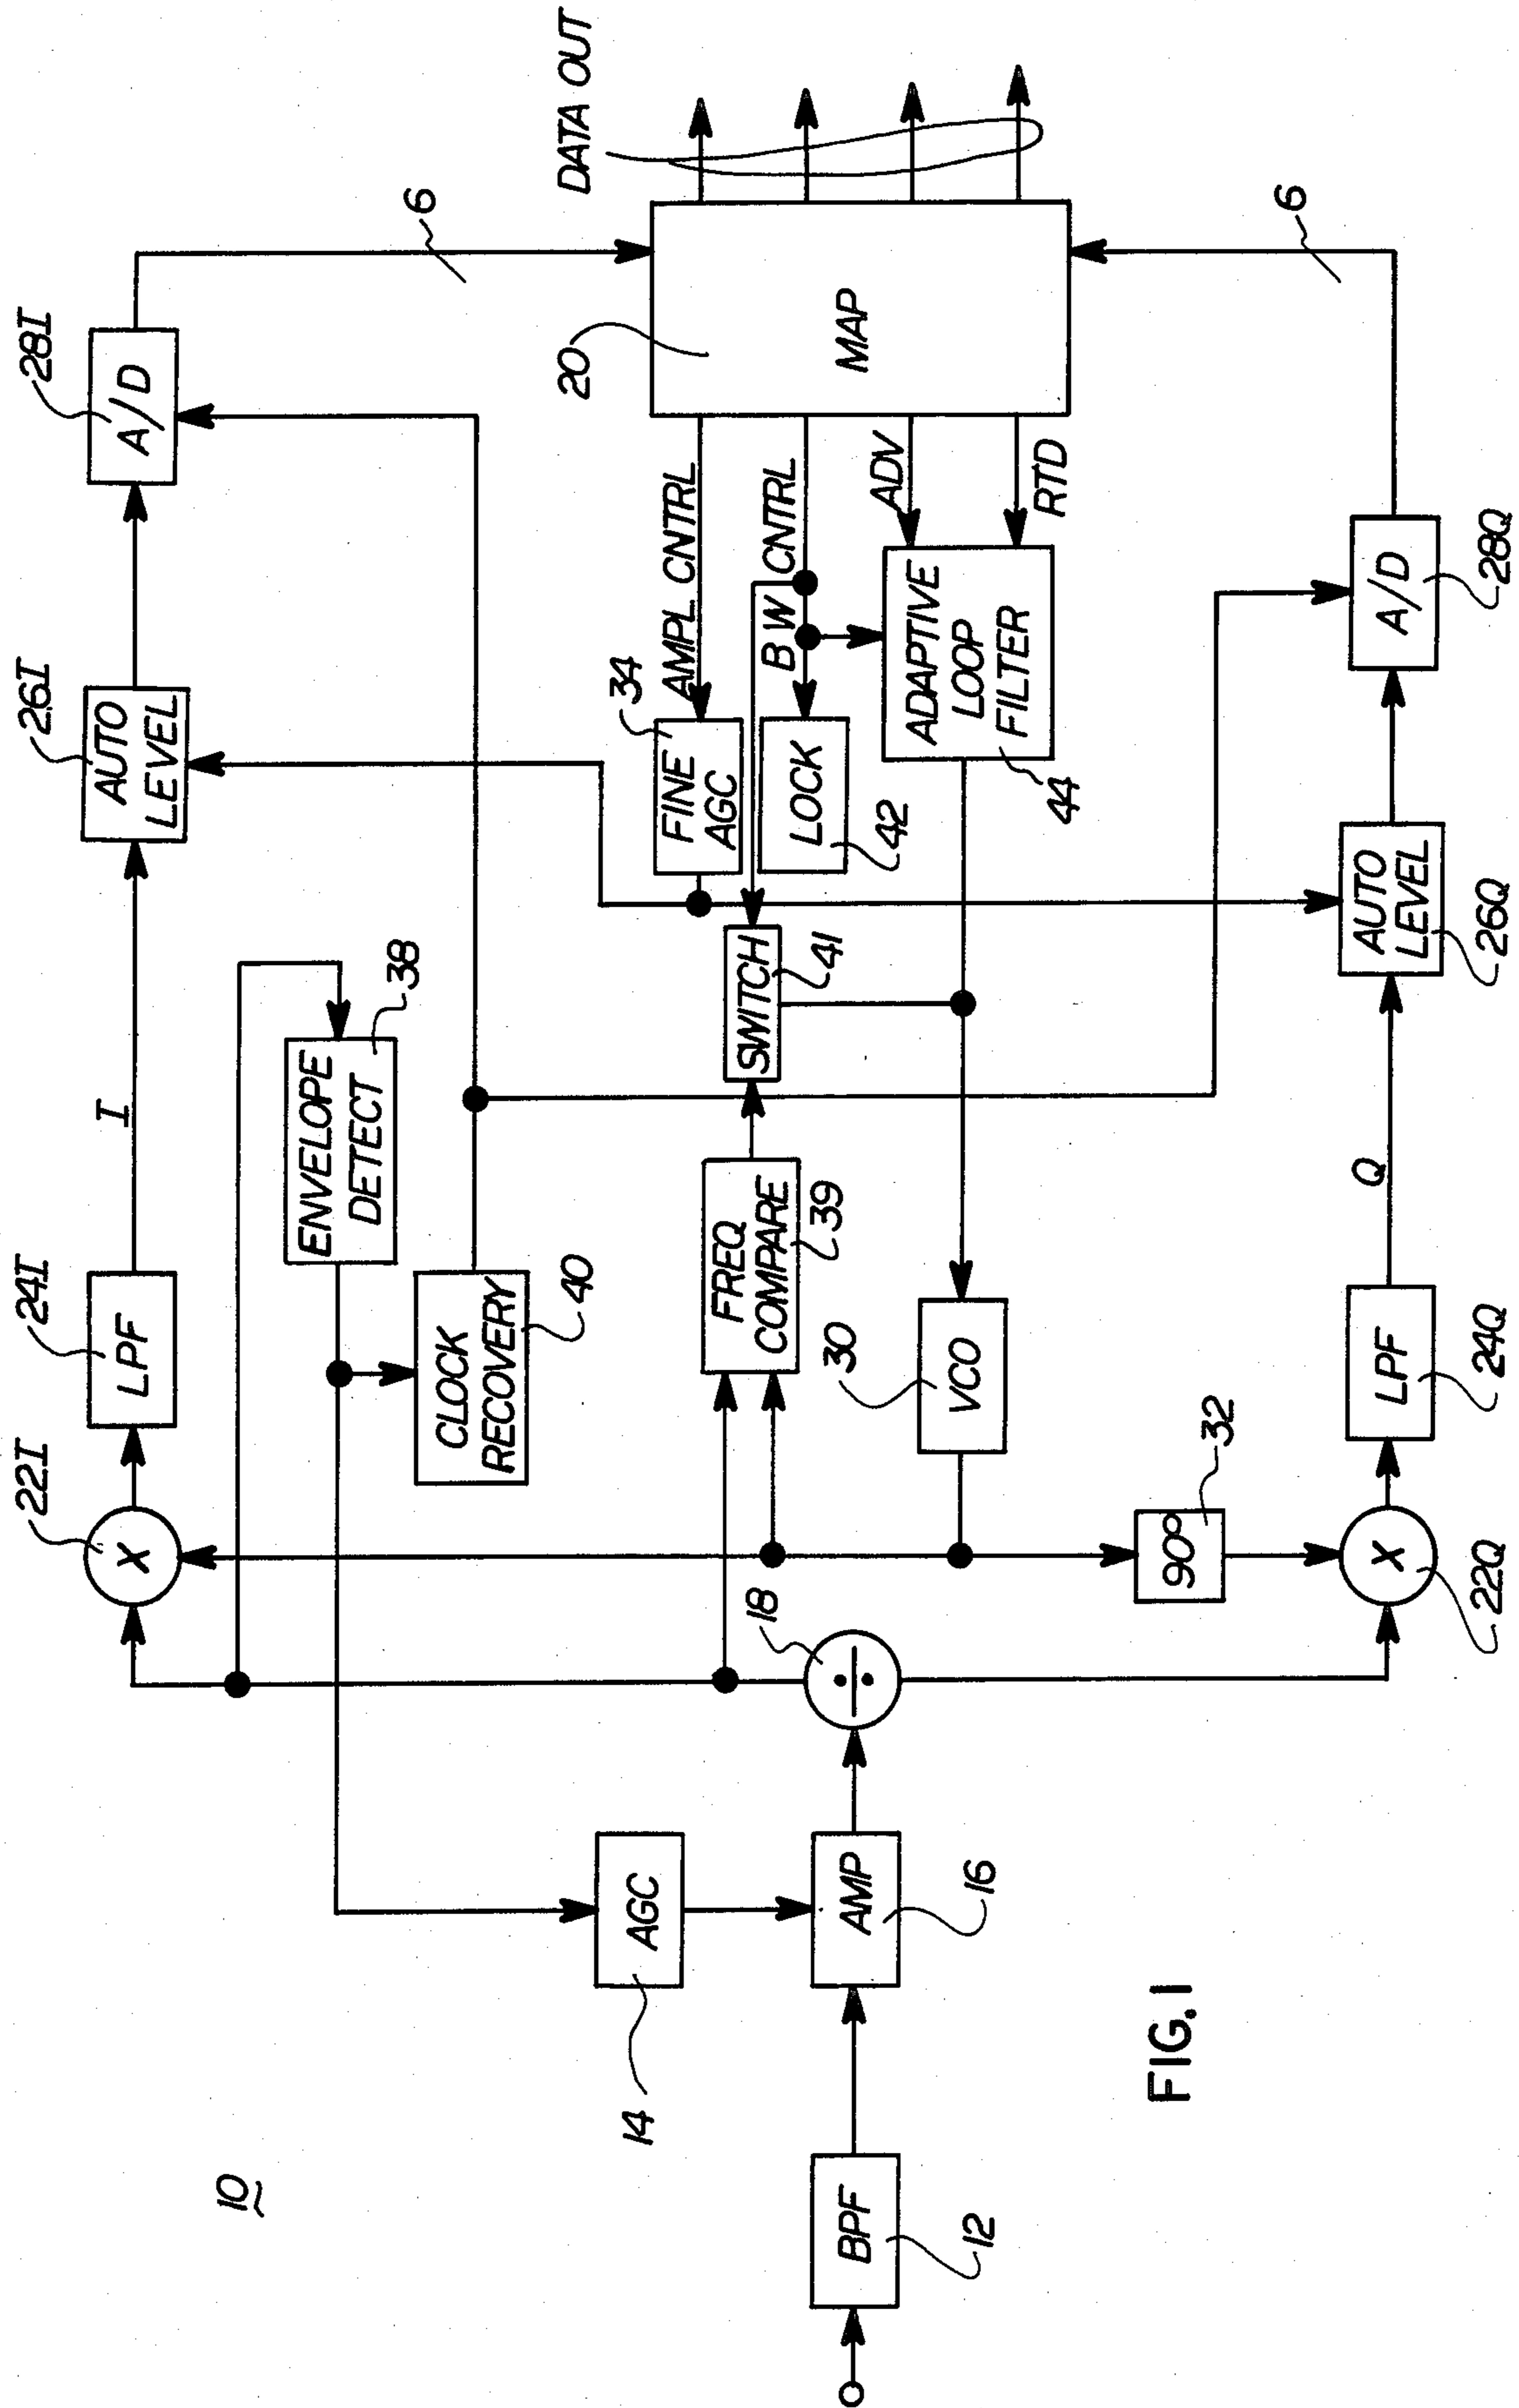 10
BPF
12
14
AGC
AMP
16
18
÷
22I
X
LPF
24I
I
26I
AUTO
LEVEL
28I
A/D
6
ENVELOPE
DETECT
38
CLOCK
RECOVERY
40
FREQ
COMPARE
39
SWITCH
41
FINE
AGC
34
AMPL CNTRL
LOCK
42
B W CNTRL
ADAPTIVE
LOOP
FILTER
44
ADV
RTD
20
MAP
DATA OUT
30
VCO
90°
32
X
22Q
LPF
24Q
Q
AUTO
LEVEL
26Q
A/D
28Q
6
FIG. 1